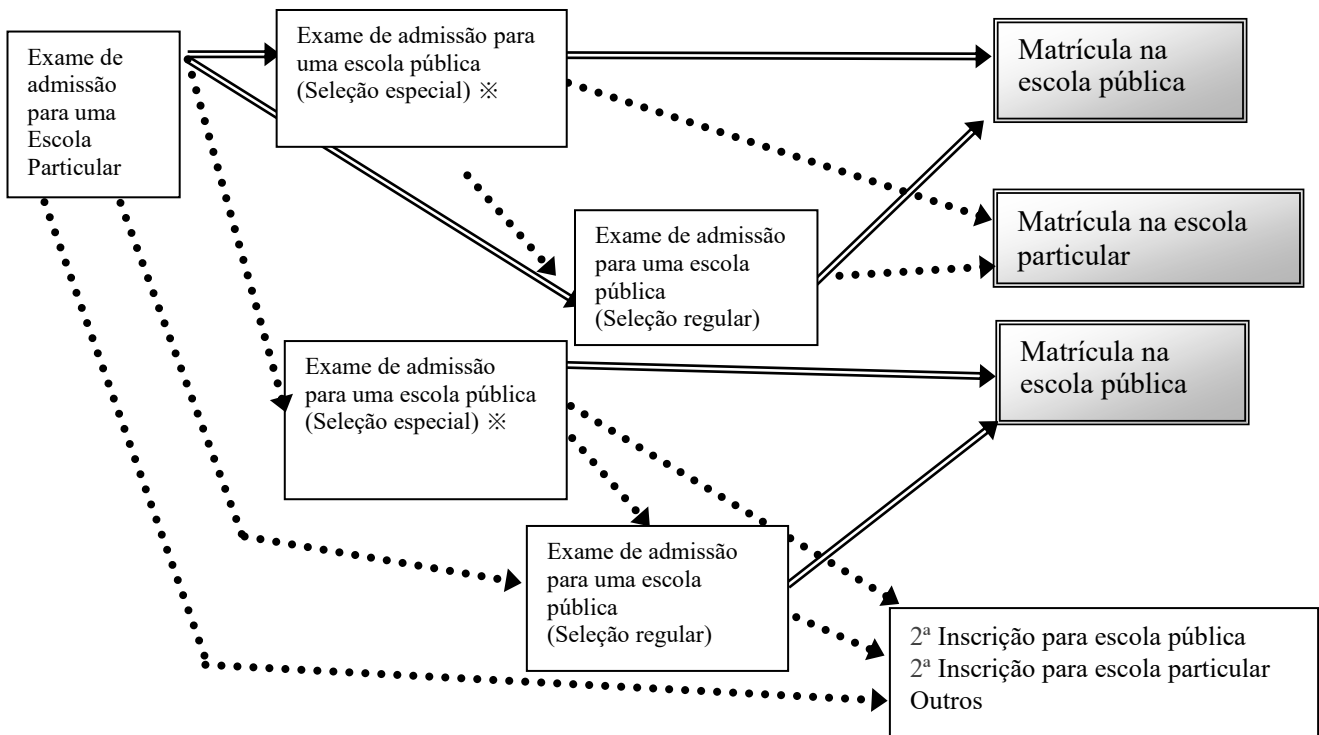 Exame de
admissão
para uma
Escola
Particular
Exame de admissão para
uma escola pública
(Seleção especial) ※
Matrícula na
escola pública
Matrícula na escola
particular
Exame de admissão
para uma escola
pública
(Seleção regular)
Exame de admissão
para uma escola pública
(Seleção especial) ※
Matrícula na
escola pública
Exame de admissão
para uma escola
pública
(Seleção regular)
2ª Inscrição para escola pública
2ª Inscrição para escola particular
Outros